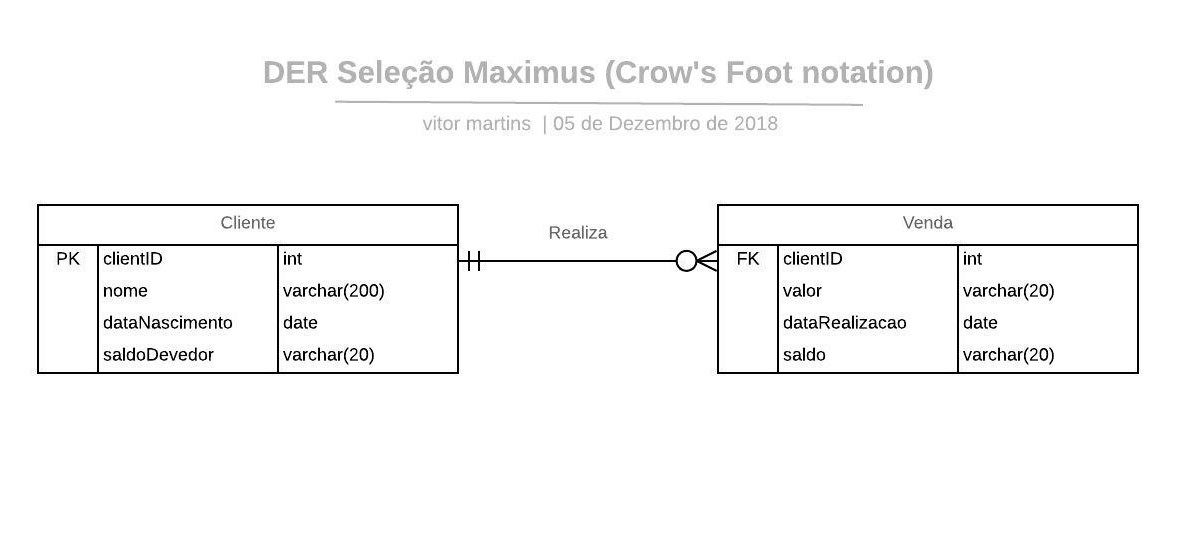 DER Seleção Maximus (Crow's Foot notation)
vitor martins | 05 de Dezembro de 2018
Cliente
PK clientID int
nome varchar(200)
dataNascimento date
saldoDevedor varchar(20)
Realiza
Venda
FK clientID int
valor varchar(20)
dataRealizacao date
saldo varchar(20)